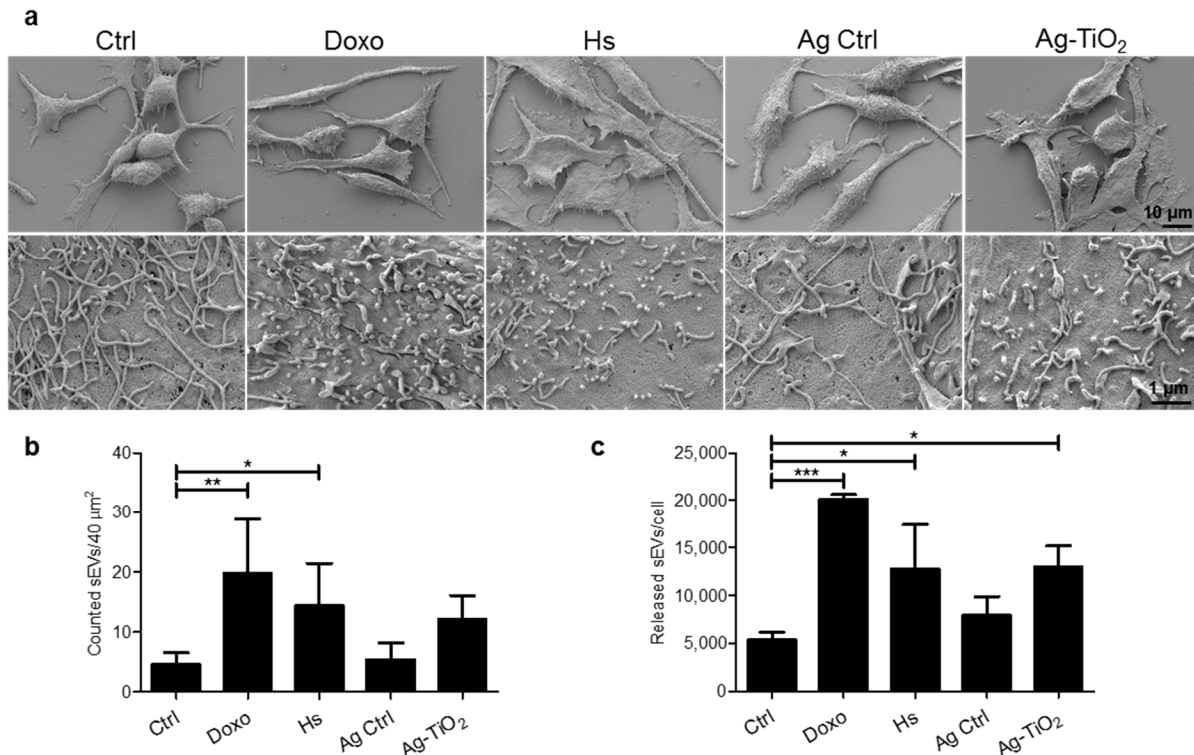 a
Ctrl Doxo Hs Ag Ctrl Ag-TiO₂
10 µm
1 µm
b
Counted sEVs/40 µm²
40
30
20
10
0
* 
**
Ctrl Doxo Hs Ag Ctrl Ag-TiO₂
c
Released sEVs/cell
25,000
20,000
15,000
10,000
5,000
0
*
*
***
Ctrl Doxo Hs Ag Ctrl Ag-TiO₂